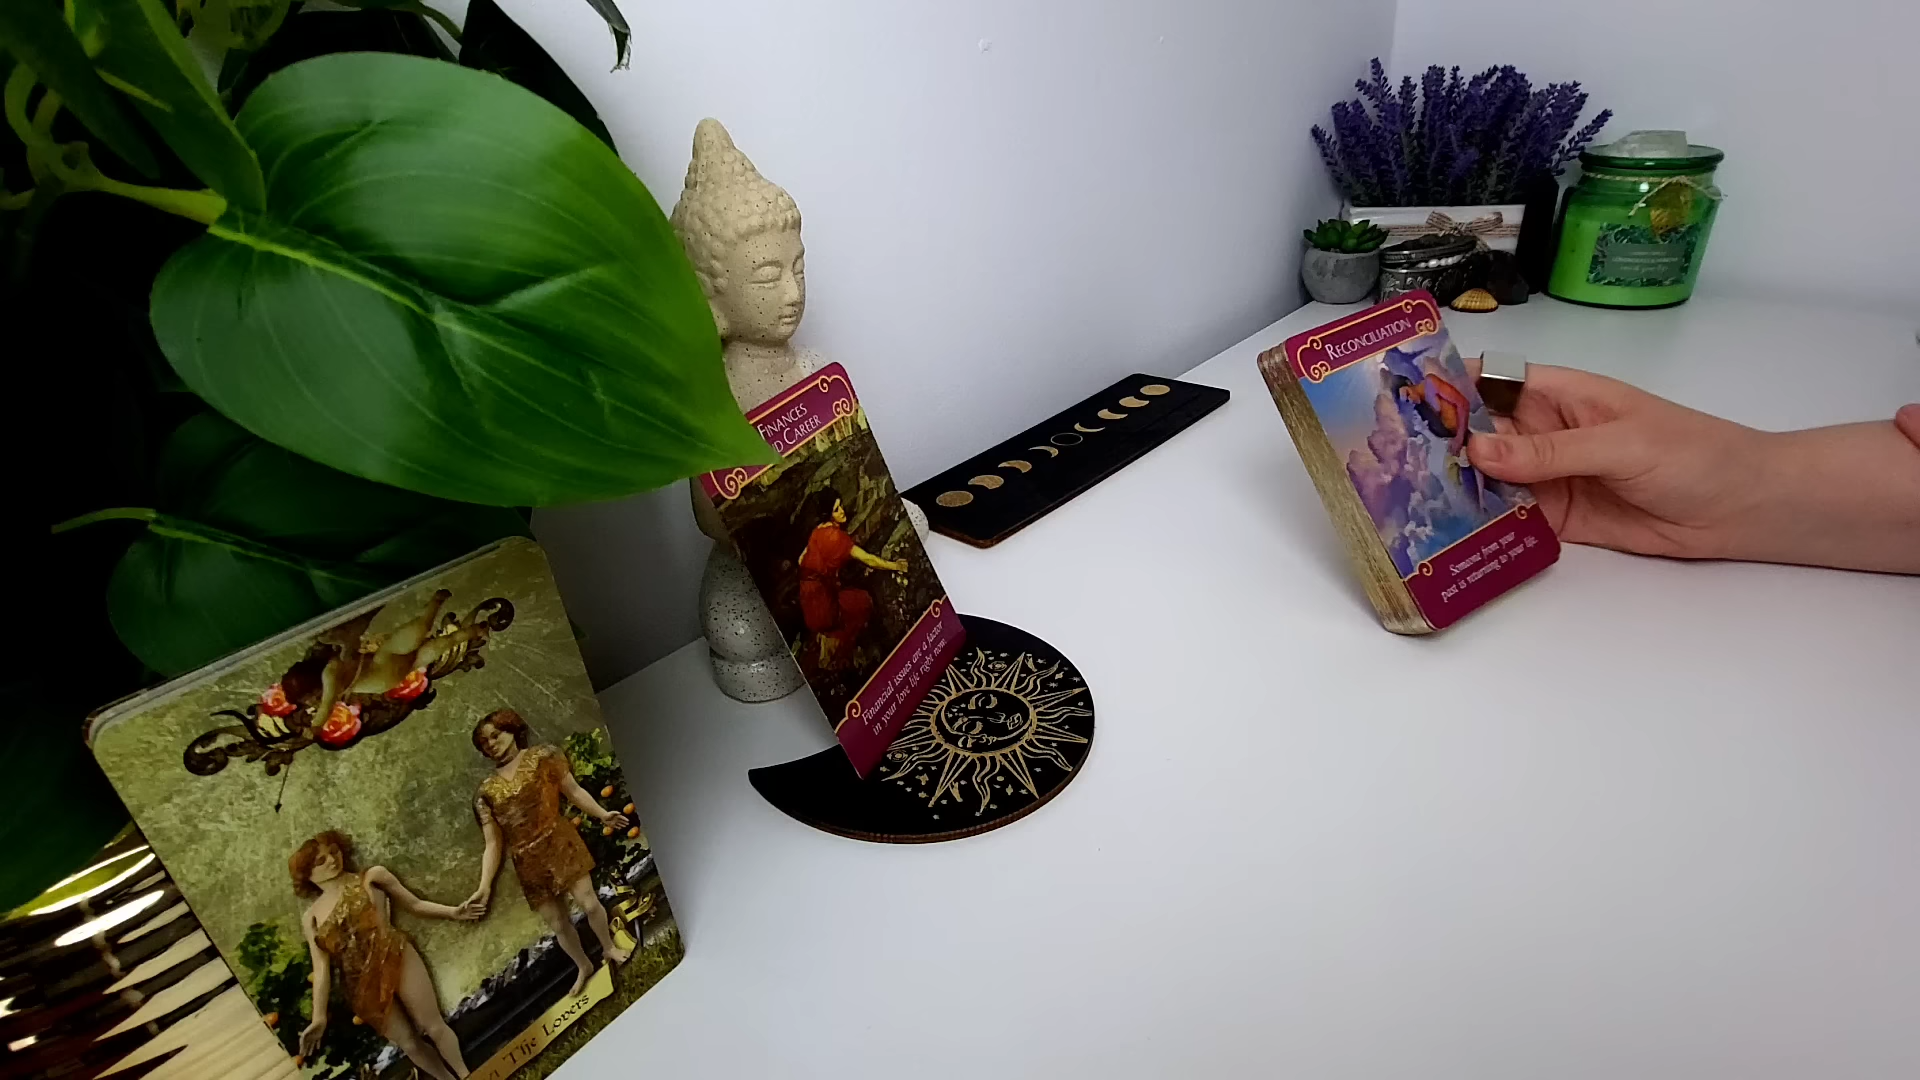 FINANCES
D CAREER
Financial issues are a factor
in your love life right now.
RECONCILIATION
Someone from your
past is returning to your life.
The Lovers